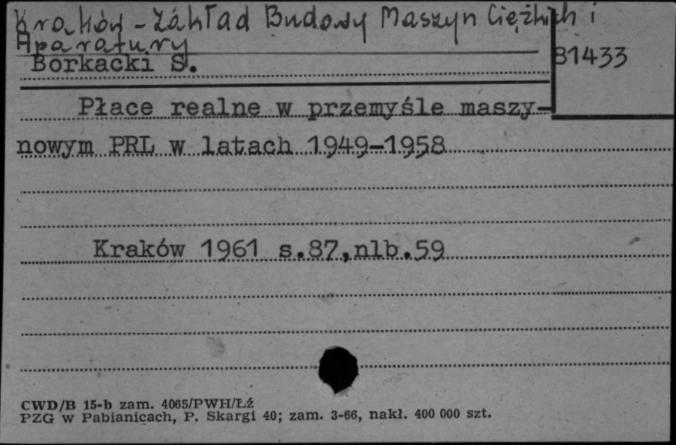 Kraków - Zakład Budowy Maszyn Ciężkich i
Aparatury
Borkacki S.
81433
Płace realne w przemyśle maszy-
nowym PRL w latach 1949-1958
Kraków 1961 s.87,nlb.59
CWD/B 15-b zam. 4065/PWH/Łź
PZG w Pabianicach, P. Skargi 40; zam. 3-66, nakł. 400 000 szt.